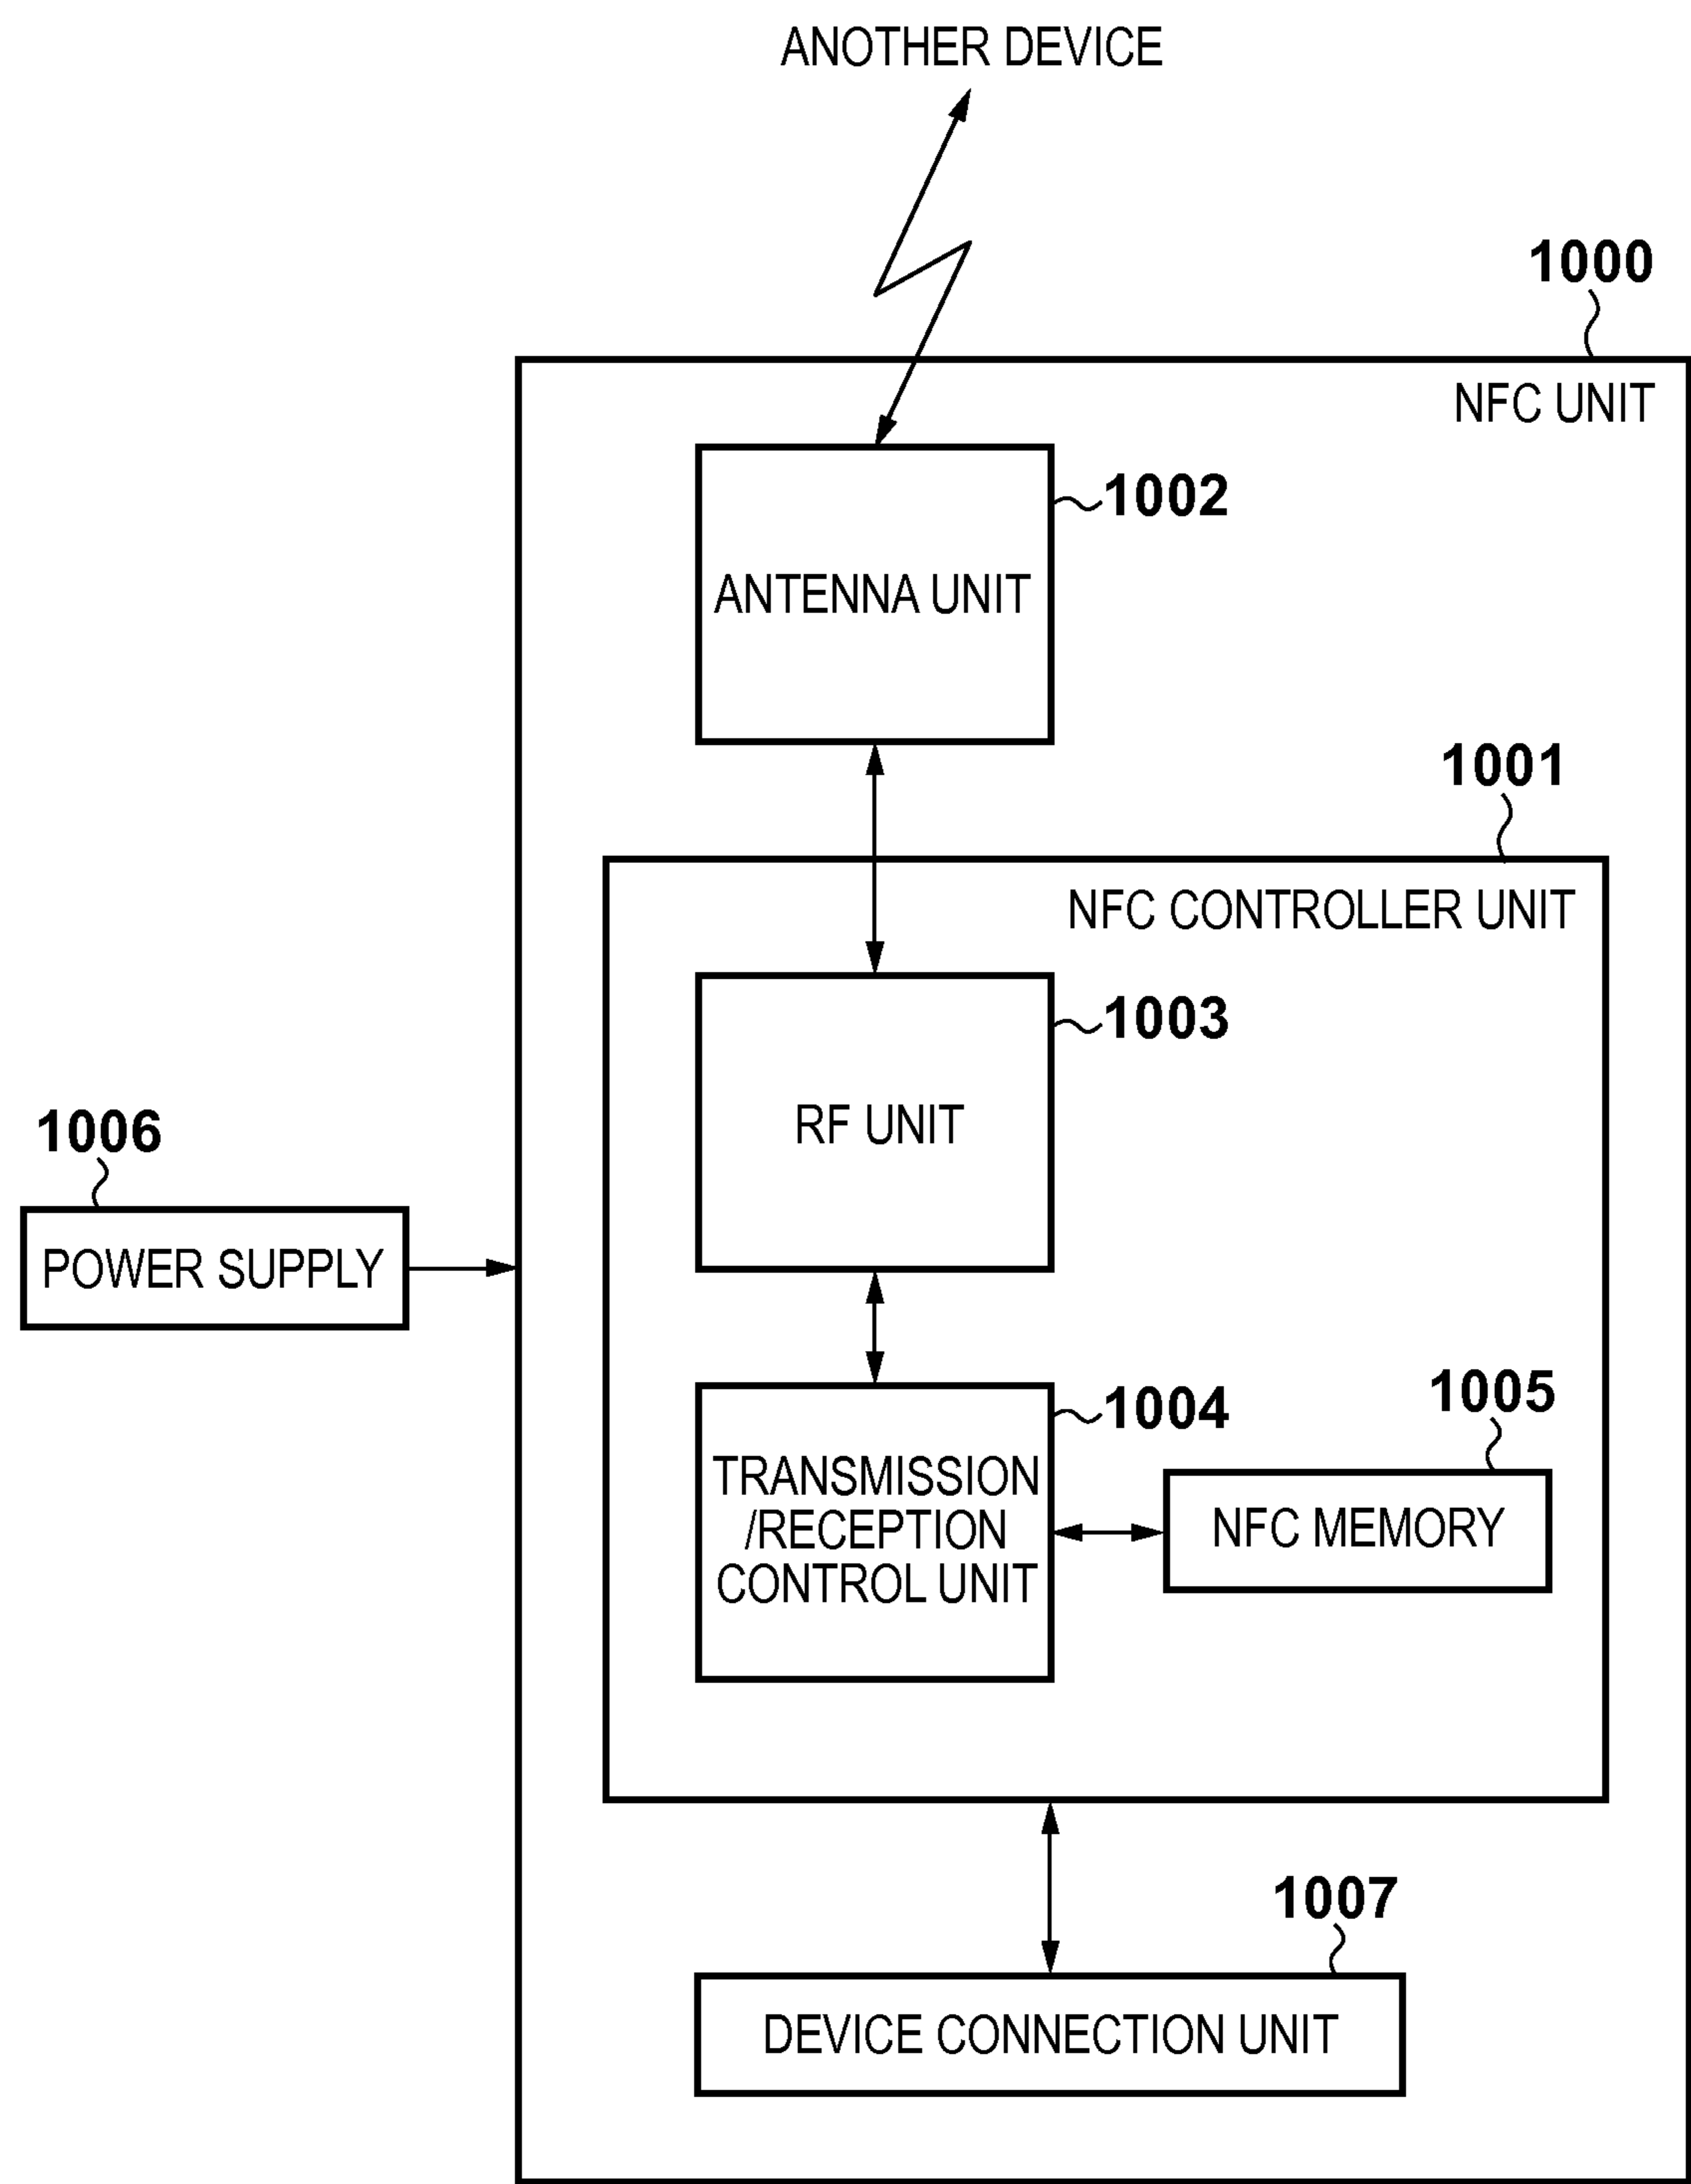 ANOTHER DEVICE
1000
NFC UNIT
1002
ANTENNA UNIT
1001
NFC CONTROLLER UNIT
1003
RF UNIT
1006
POWER SUPPLY
1004
TRANSMISSION
/RECEPTION
CONTROL UNIT
1005
NFC MEMORY
1007
DEVICE CONNECTION UNIT